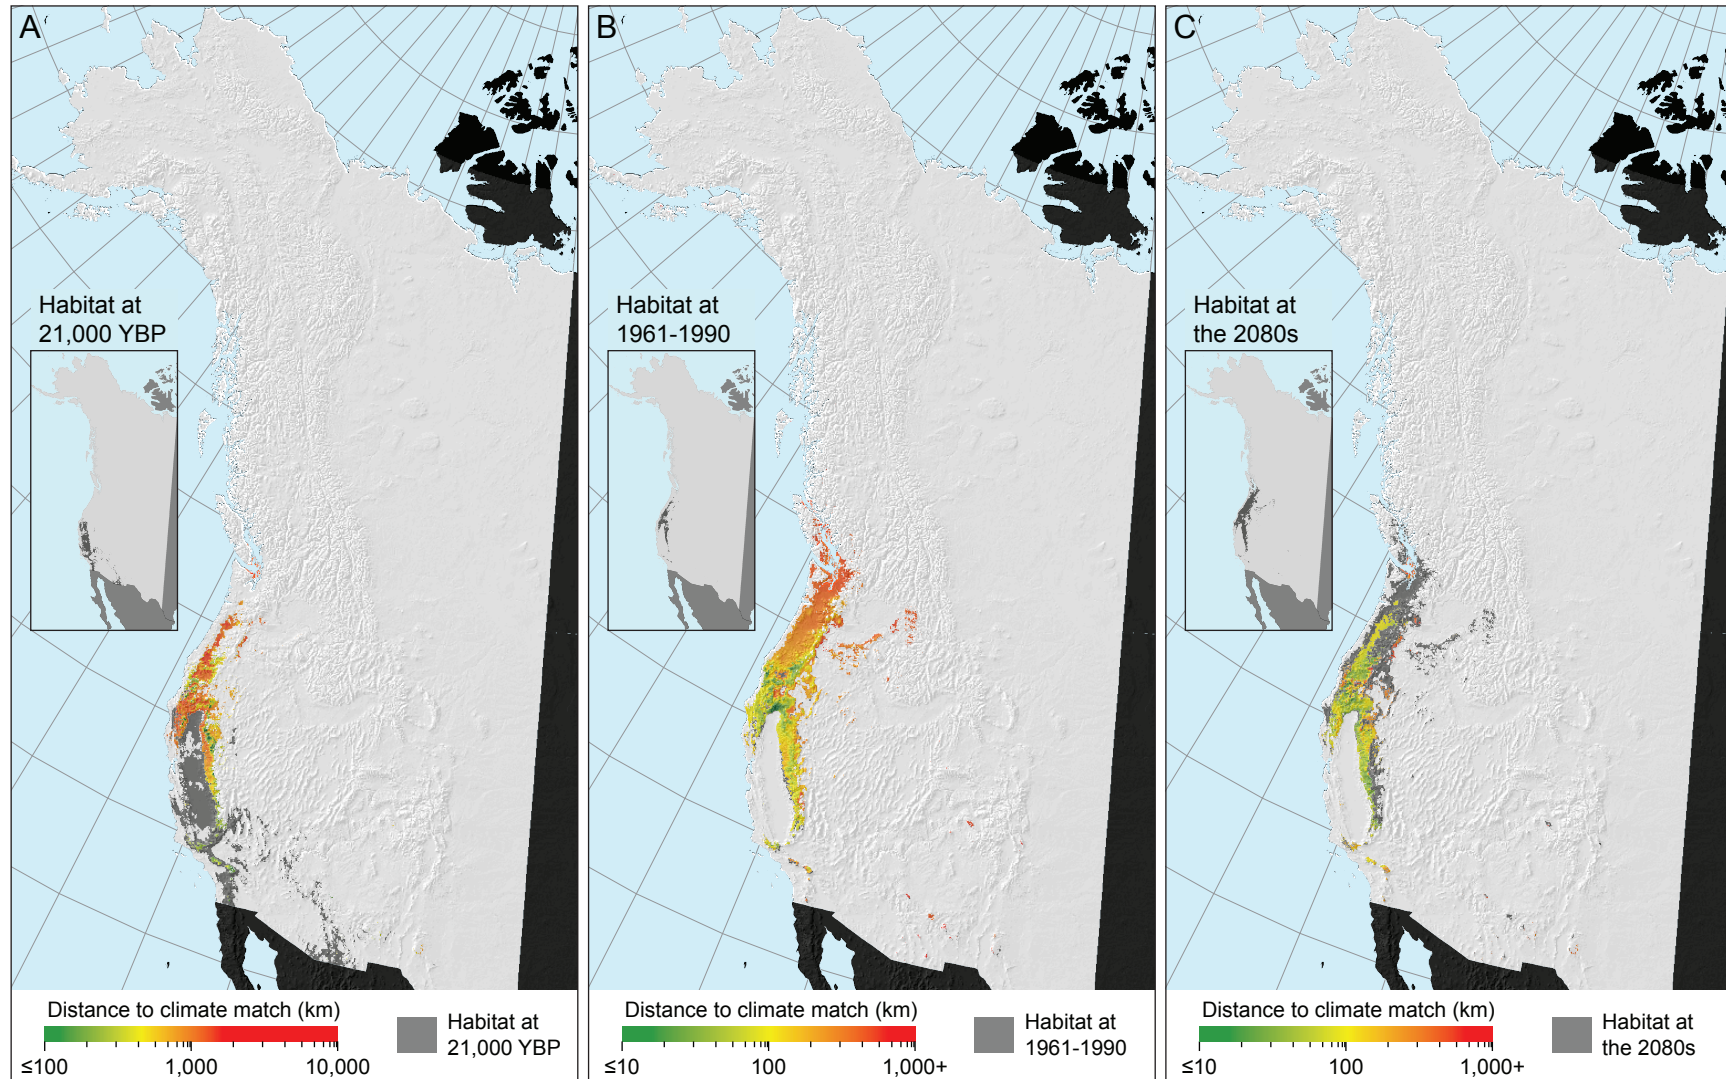 A
Habitat at
21,000 YBP
Distance to climate match (km)
≤100 1,000 10,000
Habitat at
21,000 YBP
B
Habitat at
1961-1990
Distance to climate match (km)
≤10 100 1,000+
Habitat at
1961-1990
C
Habitat at
the 2080s
Distance to climate match (km)
≤10 100 1,000+
Habitat at
the 2080s